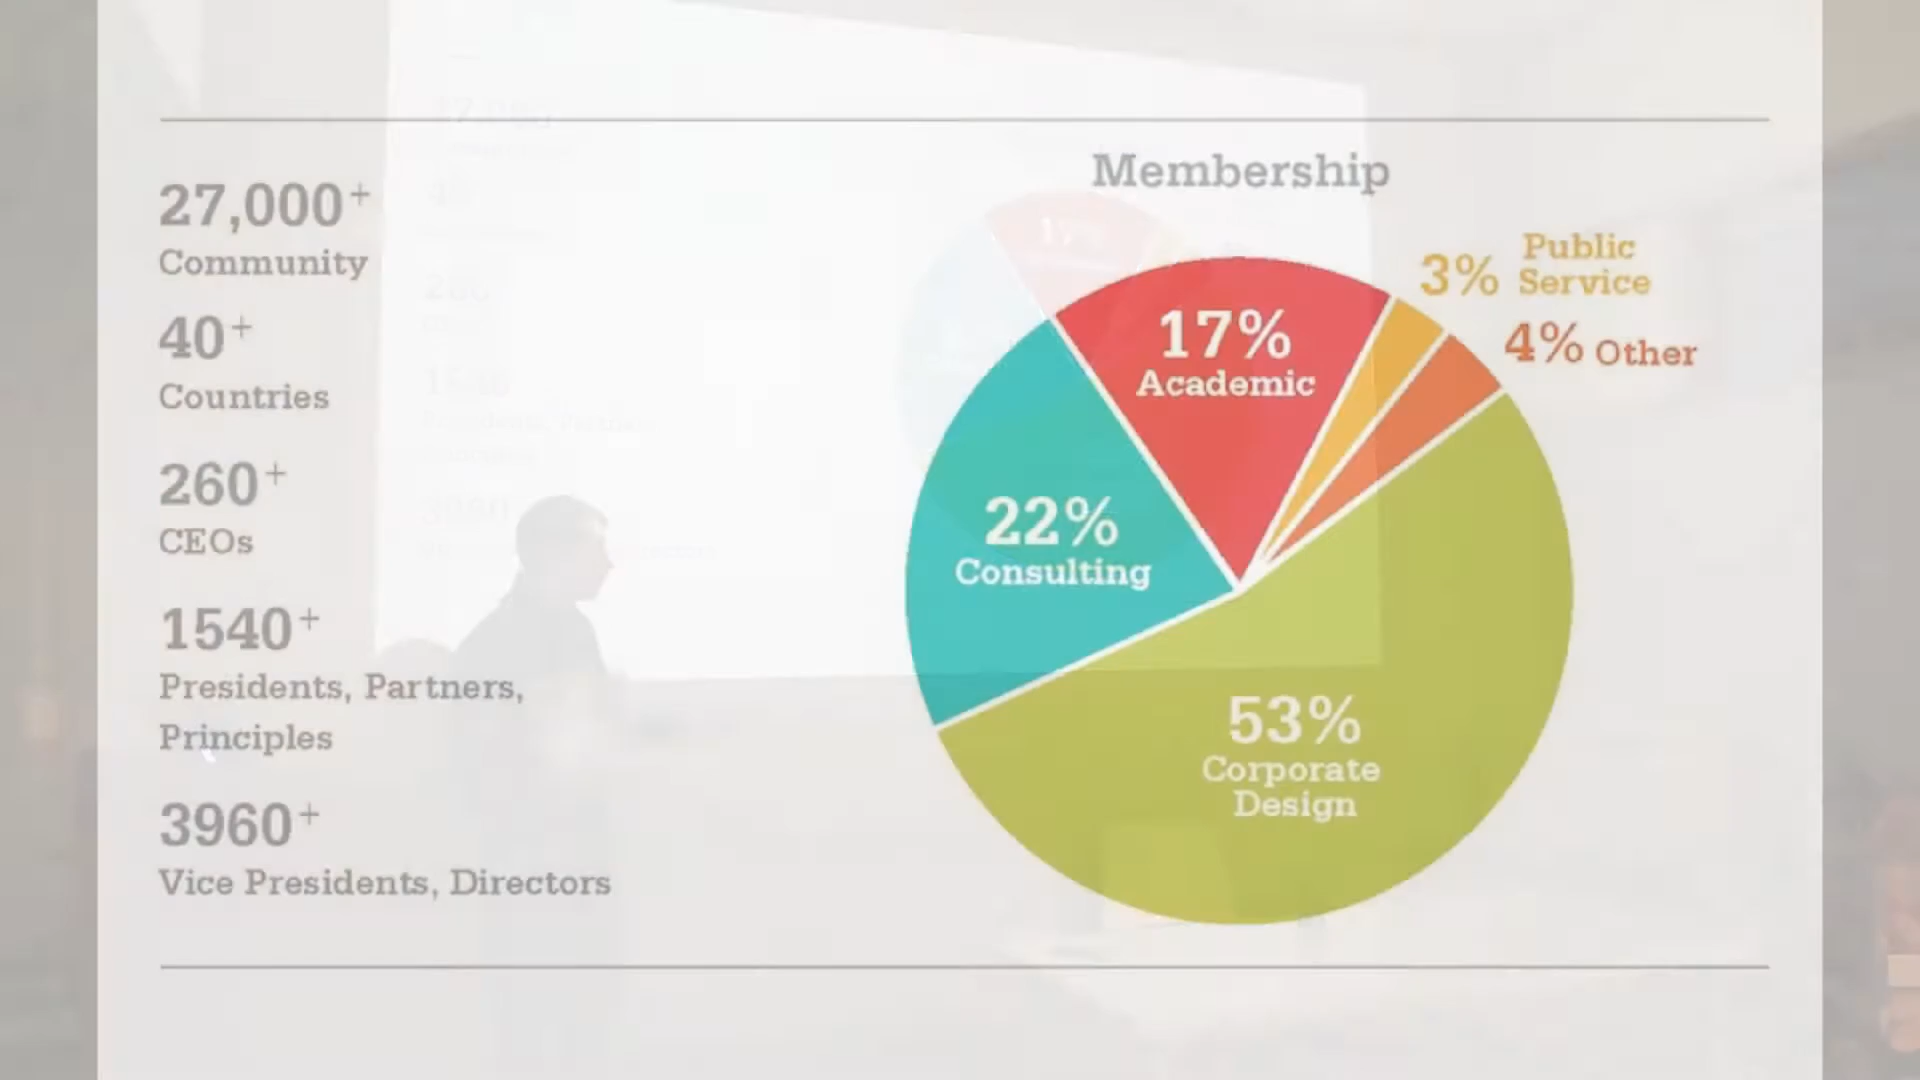 27,000+
Community
40+
Countries
260+
CEOs
1540+
Presidents, Partners,
Principles
3960+
Vice Presidents, Directors
Membership
17%
Academic
3% Public
Service
4% Other
22%
Consulting
53%
Corporate
Design